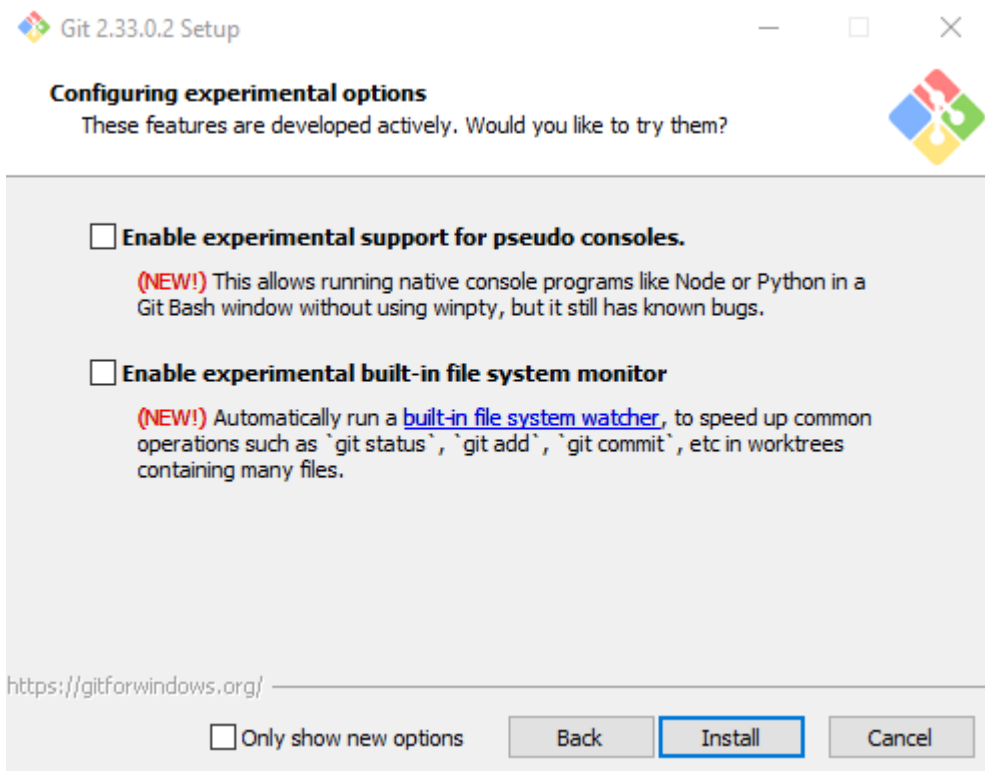 Git 2.33.0.2 Setup
Configuring experimental options
These features are developed actively. Would you like to try them?
Enable experimental support for pseudo consoles.
(NEW!) This allows running native console programs like Node or Python in a
Git Bash window without using winpty, but it still has known bugs.
Enable experimental built-in file system monitor
(NEW!) Automatically run a built-in file system watcher, to speed up common
operations such as `git status`, `git add`, `git commit`, etc in worktrees
containing many files.
https://gitforwindows.org/
Only show new options Back Install Cancel